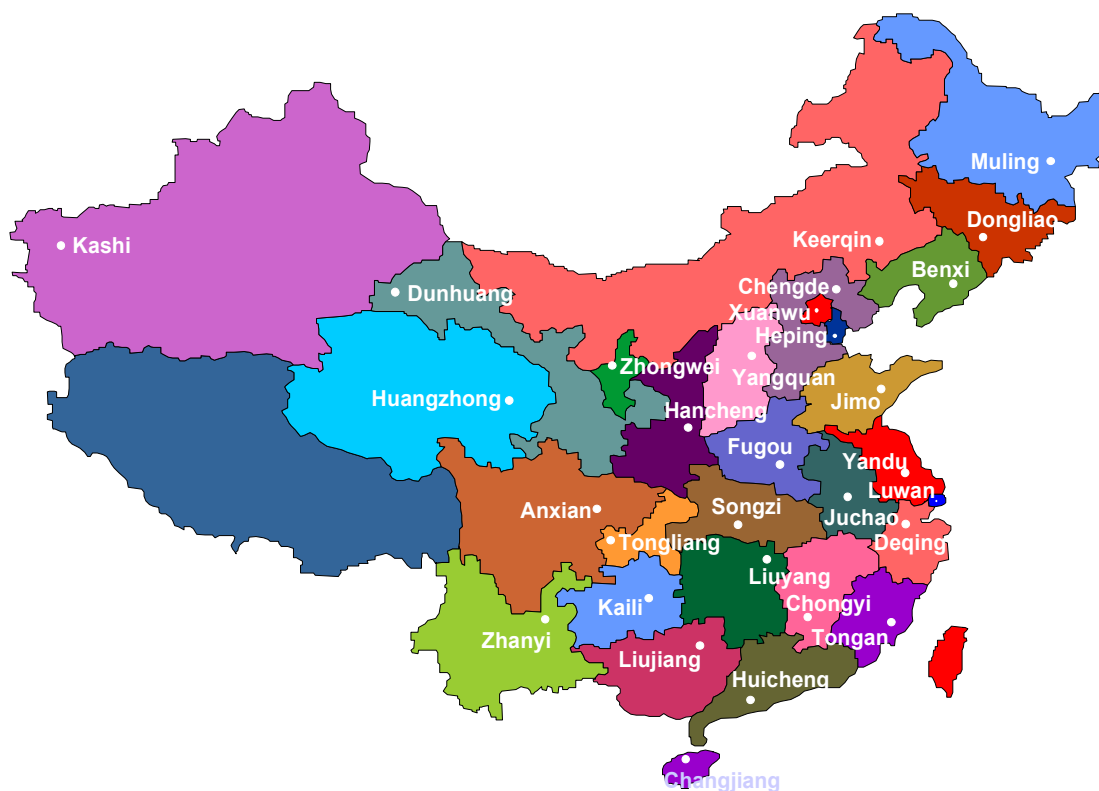 Muling
Dongliao
Kashi
Keerqin
Benxi
Chengde
Dunhuang
Xuanwu
Heping
Zhongwei
Yangquan
Huangzhong
Jimo
Hancheng
Fugou
Yandu
Luwan
Anxian
Songzi
Juchao
Deqing
Tongliang
Liuyang
Kaili
Chongyi
Zhanyi
Tongan
Liujiang
Huicheng
Changjiang